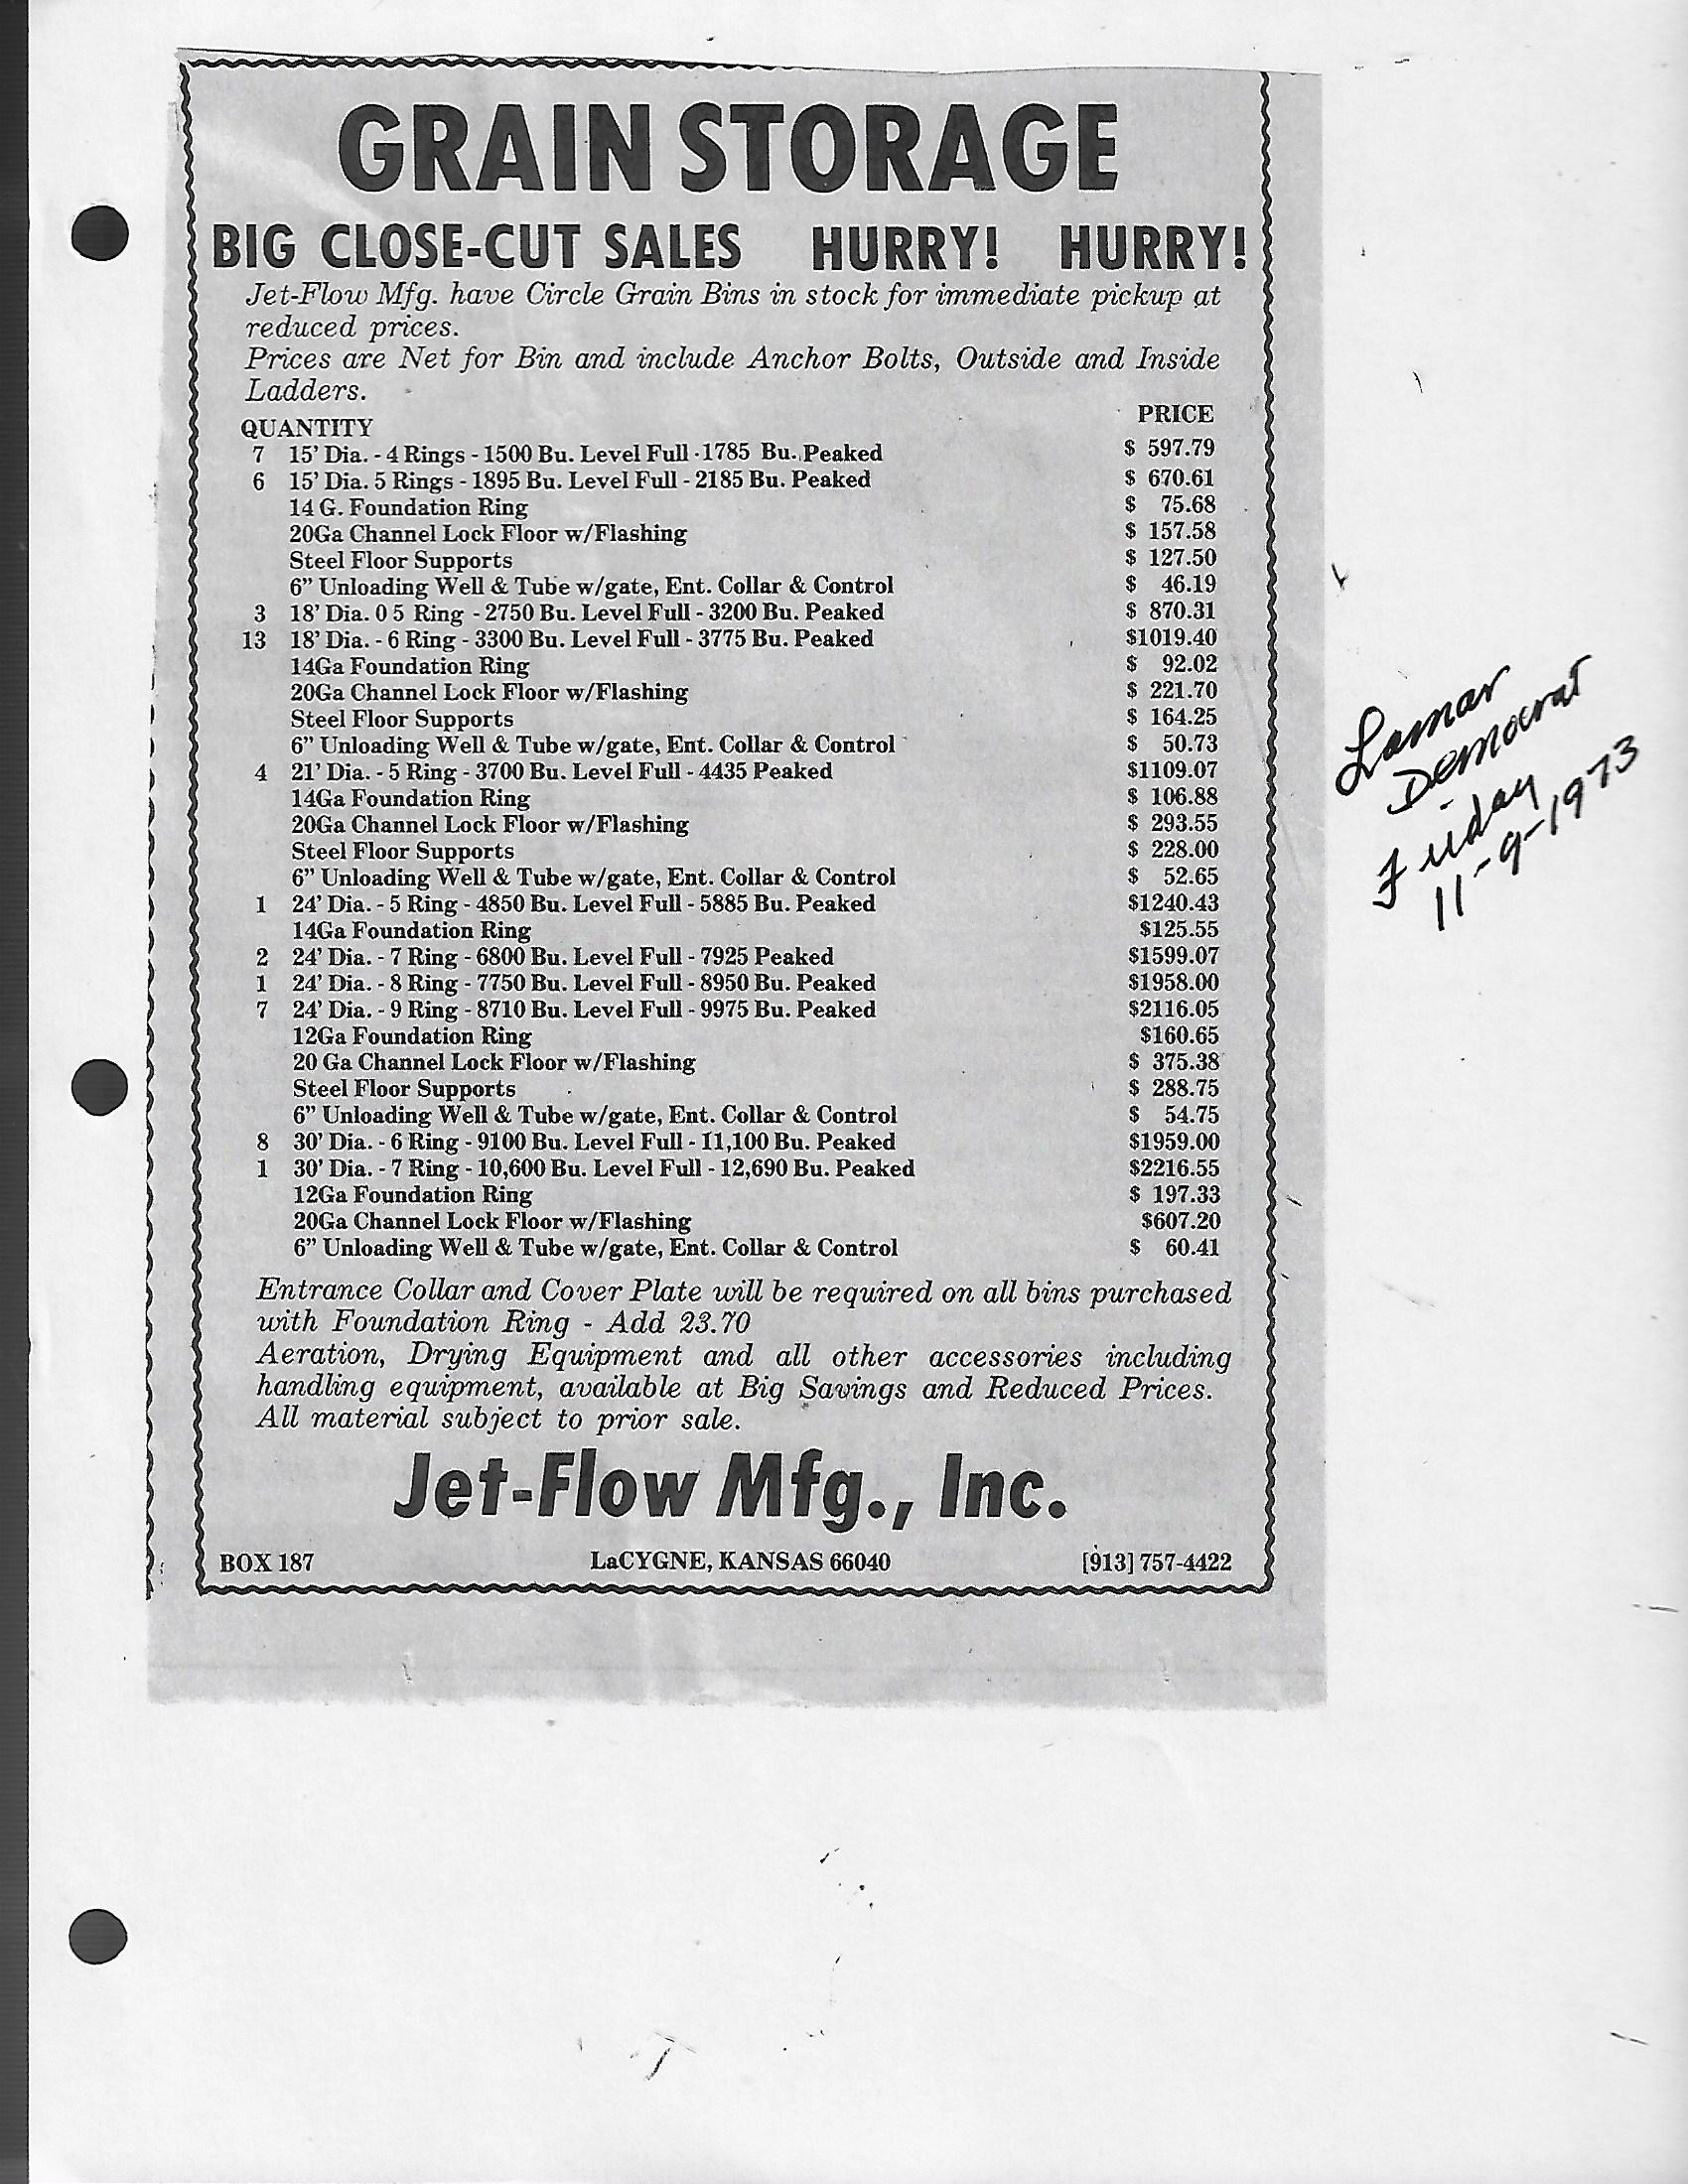 GRAIN STORAGE
BIG CLOSE-CUT SALES HURRY! HURRY!
Jet-Flow Mfg. have Circle Grain Bins in stock for immediate pickup at
reduced prices.
Prices are Net for Bin and include Anchor Bolts, Outside and Inside
Ladders.
QUANTITY PRICE
7 15' Dia. - 4 Rings - 1500 Bu. Level Full - 1785 Bu. Peaked $ 597.79
6 15' Dia. 5 Rings - 1895 Bu. Level Full - 2185 Bu. Peaked $ 670.61
14 G. Foundation Ring $ 75.68
20Ga Channel Lock Floor w/Flashing $ 157.58
Steel Floor Supports $ 127.50
6" Unloading Well & Tube w/gate, Ent. Collar & Control $ 46.19
3 18' Dia. 0 5 Ring - 2750 Bu. Level Full - 3200 Bu. Peaked $ 870.31
13 18' Dia. - 6 Ring - 3300 Bu. Level Full - 3775 Bu. Peaked $1019.40
14Ga Foundation Ring $ 92.02
20Ga Channel Lock Floor w/Flashing $ 221.70
Steel Floor Supports $ 164.25
6" Unloading Well & Tube w/gate, Ent. Collar & Control $ 50.73
4 21' Dia. - 5 Ring - 3700 Bu. Level Full - 4435 Peaked $1109.07
14Ga Foundation Ring $ 106.88
20Ga Channel Lock Floor w/Flashing $ 293.55
Steel Floor Supports $ 228.00
6" Unloading Well & Tube w/gate, Ent. Collar & Control $ 52.65
1 24' Dia. - 5 Ring - 4850 Bu. Level Full - 5885 Bu. Peaked $1240.43
14Ga Foundation Ring $125.55
2 24' Dia. - 7 Ring - 6800 Bu. Level Full - 7925 Peaked $1599.07
1 24' Dia. - 8 Ring - 7750 Bu. Level Full - 8950 Bu. Peaked $1958.00
7 24' Dia. - 9 Ring - 8710 Bu. Level Full - 9975 Bu. Peaked $2116.05
12Ga Foundation Ring $160.65
20 Ga Channel Lock Floor w/Flashing $ 375.38
Steel Floor Supports $ 288.75
6" Unloading Well & Tube w/gate, Ent. Collar & Control $ 54.75
8 30' Dia. - 6 Ring - 9100 Bu. Level Full - 11,100 Bu. Peaked $1959.00
1 30' Dia. - 7 Ring - 10,600 Bu. Level Full - 12,690 Bu. Peaked $2216.55
12Ga Foundation Ring $ 197.33
20Ga Channel Lock Floor w/Flashing $607.20
6" Unloading Well & Tube w/gate, Ent. Collar & Control $ 60.41
Entrance Collar and Cover Plate will be required on all bins purchased
with Foundation Ring - Add 23.70
Aeration, Drying Equipment and all other accessories including
handling equipment, available at Big Savings and Reduced Prices.
All material subject to prior sale.
Jet-Flow Mfg., Inc.
BOX 187 LaCYGNE, KANSAS 66040 [913] 757-4422
Lamar
Democrat
Friday
11-9-1973